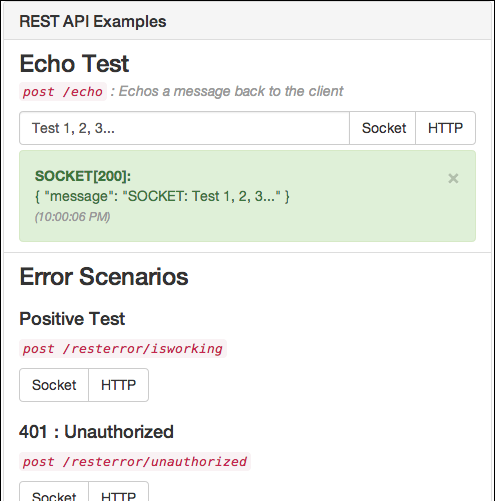 REST API Examples
Echo Test
post /echo : Echos a message back to the client
Test 1, 2, 3... Socket HTTP
SOCKET[200]: ×
{ "message": "SOCKET: Test 1, 2, 3..." }
(10:00:06 PM)
Error Scenarios
Positive Test
post /resterror/isworking
Socket HTTP
401 : Unauthorized
post /resterror/unauthorized
Socket HTTP